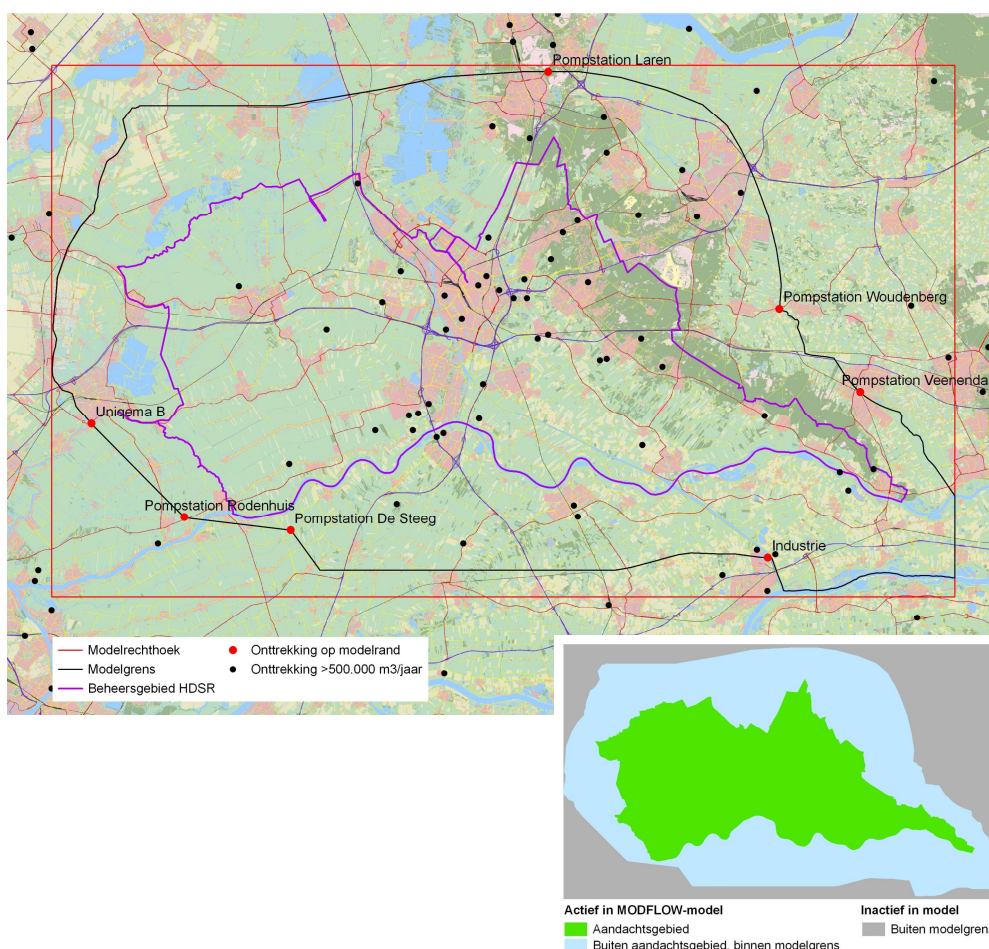 Pompstation Laren
Pompstation Woudenberg
Pompstation Veenenda
Uniqema B
Pompstation Rodenhuis
Pompstation De Steeg
Industrie
Modelrechthoek
Modelgrens
Beheersgebied HDSR
Onttrekking op modelrand
Onttrekking >500.000 m3/jaar
Actief in MODFLOW-model
Aandachtsgebied
Buiten aandachtsgebied, binnen modelgrens
Inactief in model
Buiten modelgren